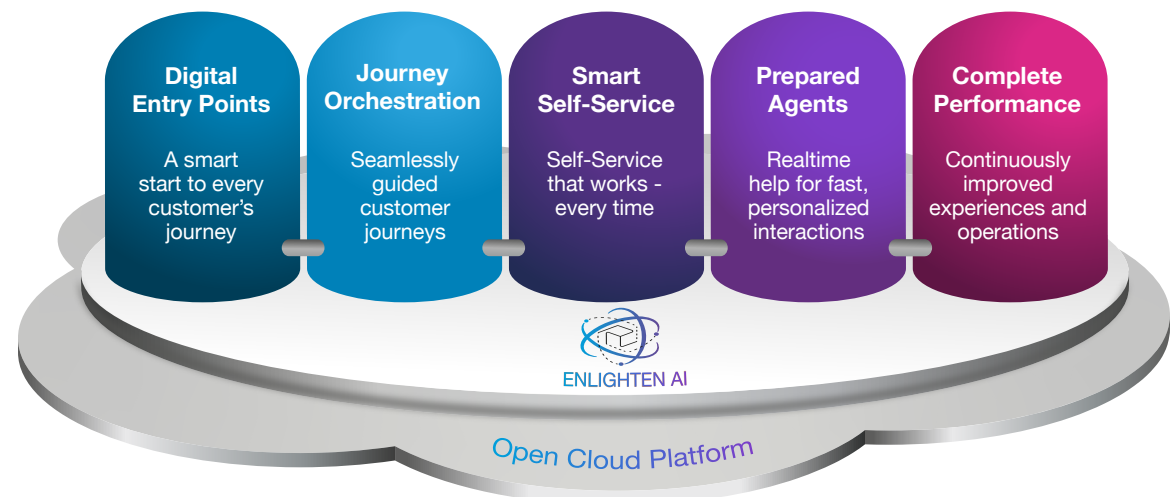 Digital
Entry Points
A smart
start to every
customer’s
journey
Journey
Orchestration
Seamlessly
guided
customer
journeys
Smart
Self-Service
Self-Service
that works -
every time
Prepared
Agents
Realtime
help for fast,
personalized
interactions
Complete
Performance
Continuously
improved
experiences and
operations
ENLIGHTEN AI
Open Cloud Platform